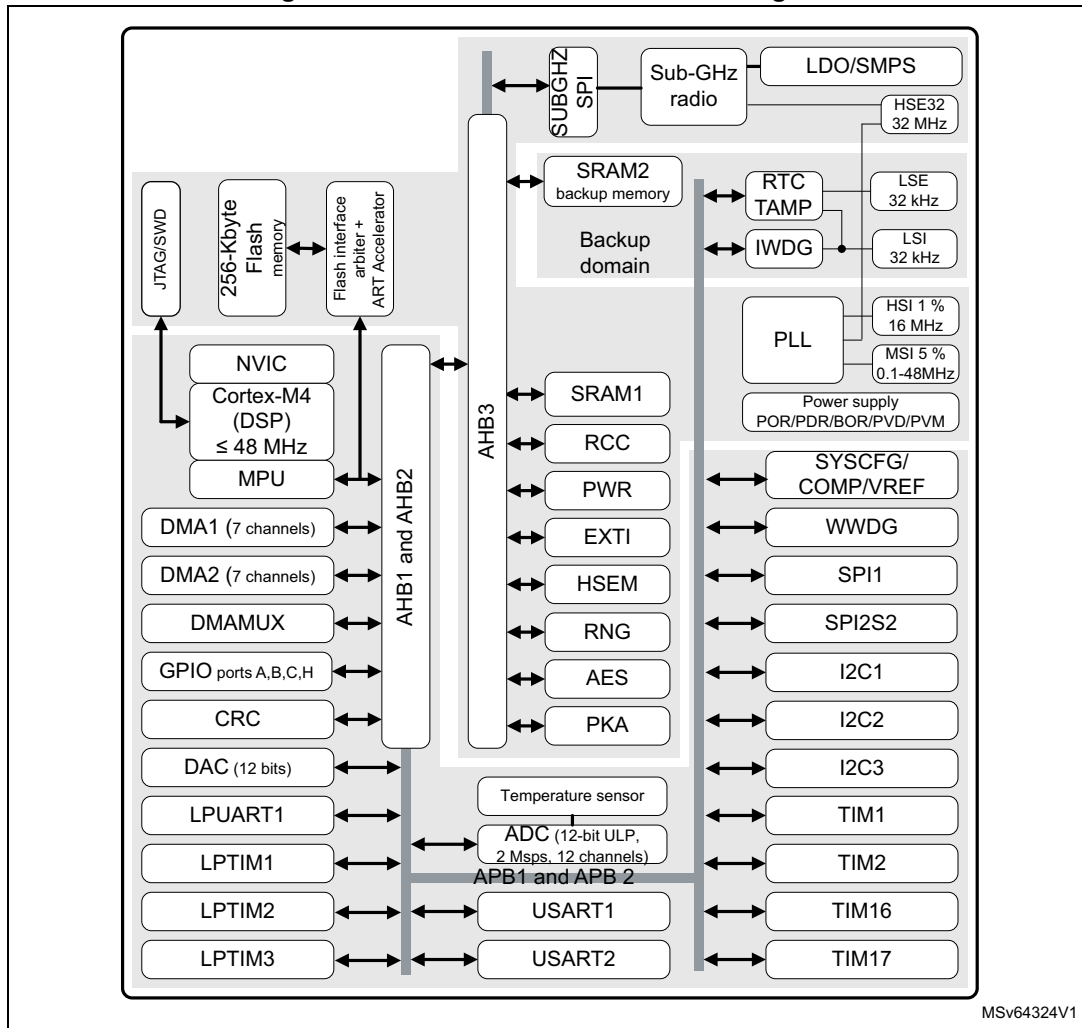 SUBGHZ
SPI
Sub-GHz
radio
LDO/SMPS
HSE32
32 MHz
SRAM2
backup memory
RTC
TAMP
LSE
32 kHz
Backup
domain
IWDG
LSI
32 kHz
JTAG/SWD
256-Kbyte
Flash
memory
Flash interface
arbiter +
ART Accelerator
PLL
HSI 1 %
16 MHz
MSI 5 %
0.1-48MHz
Power supply
POR/PDR/BOR/PVD/PVM
NVIC
Cortex-M4
(DSP)
≤ 48 MHz
MPU
AHB1 and AHB2
AHB3
DMA1 (7 channels)
DMA2 (7 channels)
DMAMUX
GPIO ports A,B,C,H
CRC
DAC (12 bits)
LPUART1
LPTIM1
LPTIM2
LPTIM3
SRAM1
RCC
PWR
EXTI
HSEM
RNG
AES
PKA
Temperature sensor
ADC (12-bit ULP,
2 Msps, 12 channels)
APB1 and APB 2
USART1
USART2
SYSCFG/
COMP/VREF
WWDG
SPI1
SPI2S2
I2C1
I2C2
I2C3
TIM1
TIM2
TIM16
TIM17
MSv64324V1